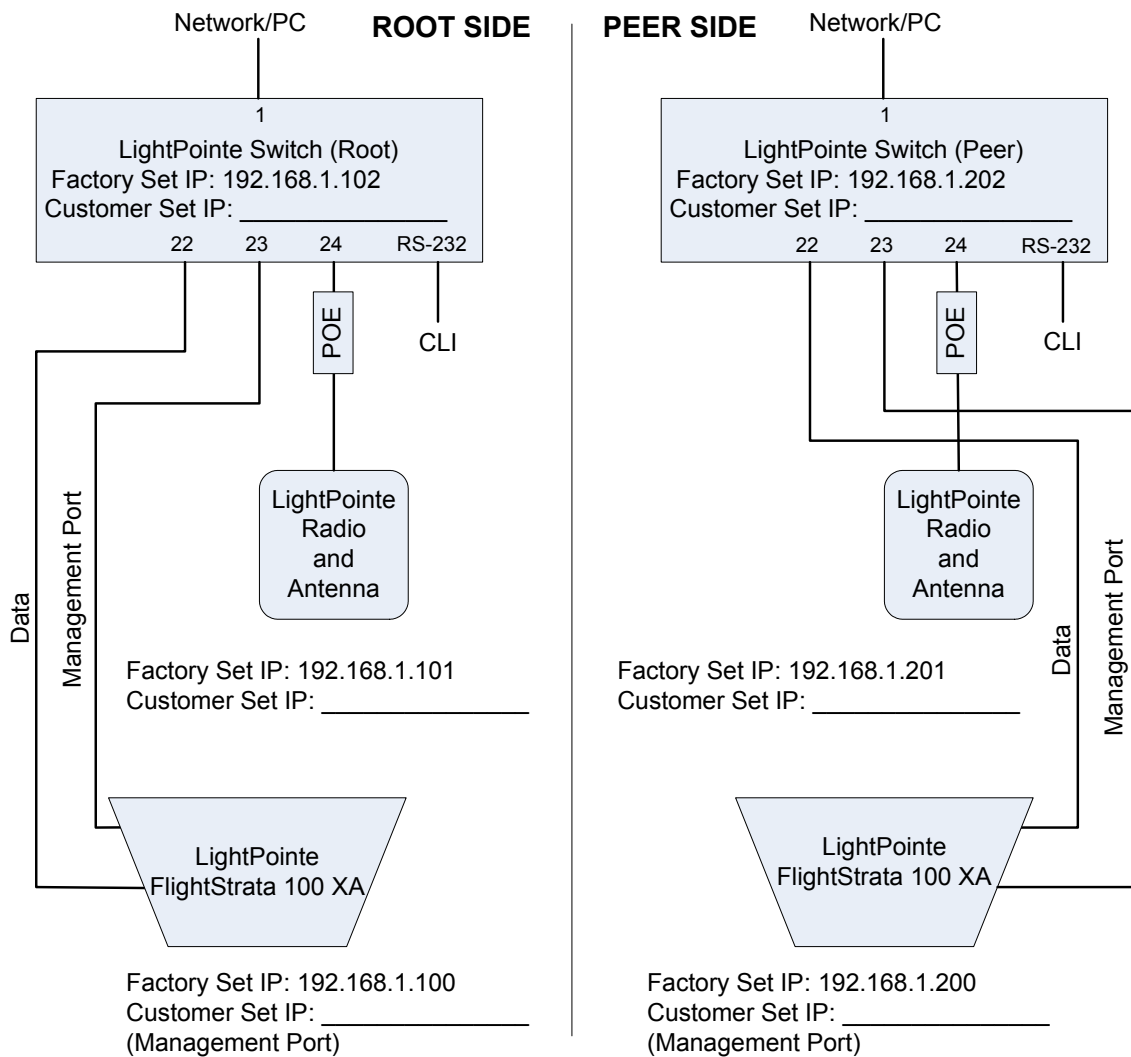 Network/PC
ROOT SIDE
1
LightPointe Switch (Root)
Factory Set IP: 192.168.1.102
Customer Set IP: _________________
22 23 24 RS-232
POE
CLI
Data
Management Port
LightPointe
Radio
and
Antenna
Factory Set IP: 192.168.1.101
Customer Set IP: _________________
LightPointe
FlightStrata 100 XA
Factory Set IP: 192.168.1.100
Customer Set IP: _________________
(Management Port)
PEER SIDE
Network/PC
1
LightPointe Switch (Peer)
Factory Set IP: 192.168.1.202
Customer Set IP: _________________
22 23 24 RS-232
POE
CLI
LightPointe
Radio
and
Antenna
Data
Management Port
Factory Set IP: 192.168.1.201
Customer Set IP: _________________
LightPointe
FlightStrata 100 XA
Factory Set IP: 192.168.1.200
Customer Set IP: _________________
(Management Port)